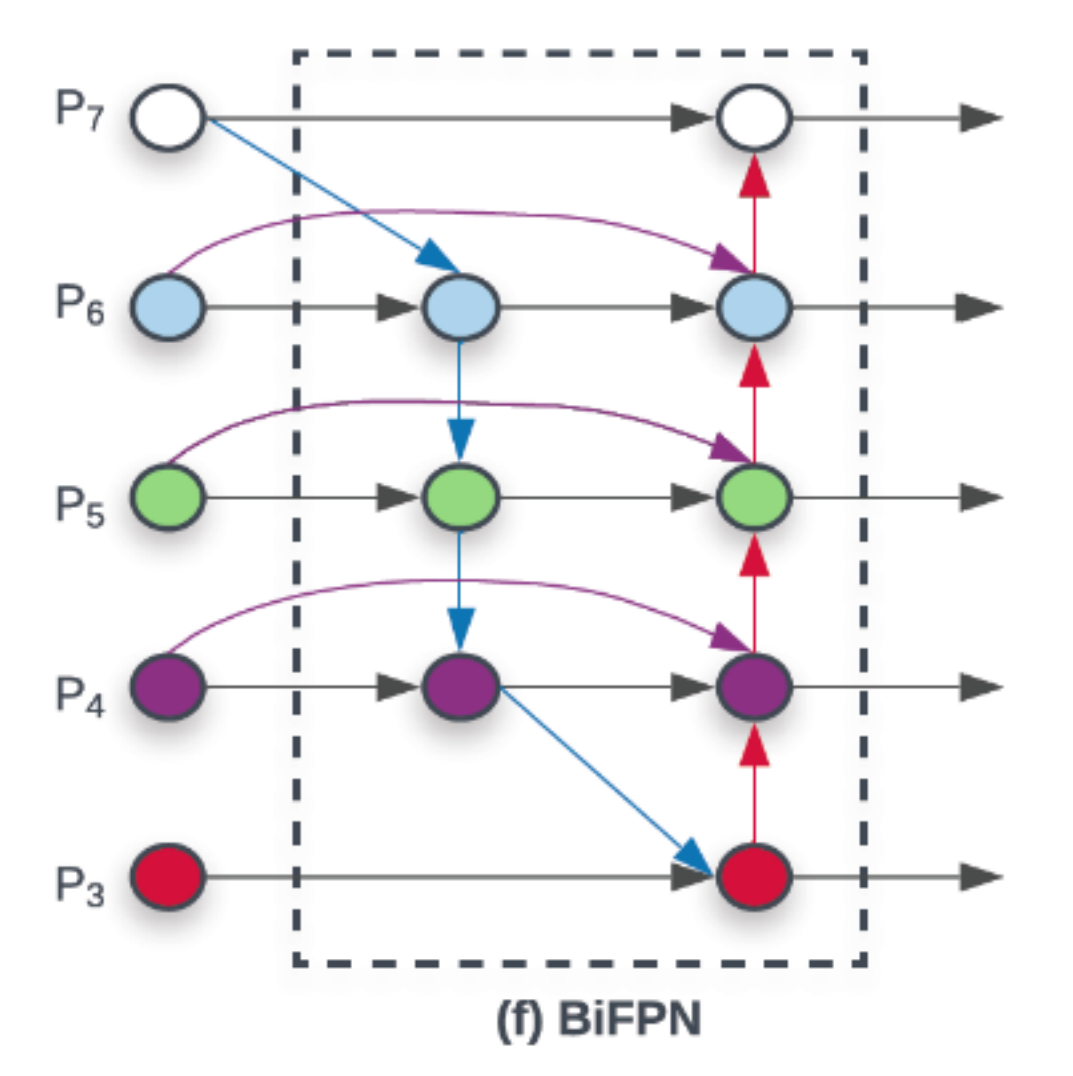 P₇
P₆
P₅
P₄
P₃
(f) BiFPN